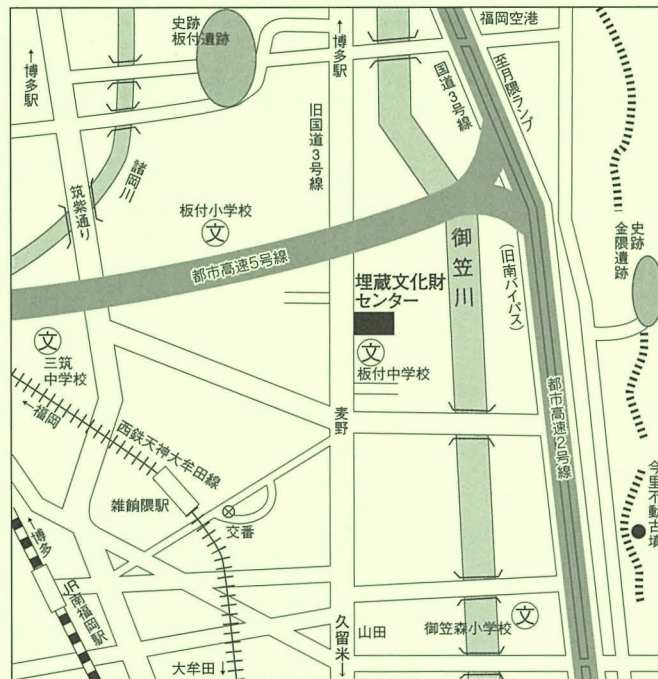 史跡
板付遺跡
↑博多駅
↑博多駅
福岡空港
至月隈ランプ
国道3号線
旧国道3号線
諸岡川
筑紫通り
板付小学校
文
都市高速5号線
御笠川
(旧南バイパス)
史跡
金隈遺跡
埋蔵文化財
センター
文
板付中学校
文
三筑
中学校
←福岡
西鉄天神大牟田線
麦野
都市高速2号線
雑餉隈駅
交番
今里不動古墳
↑博多
JR南福岡駅
久留米→
山田
御笠森小学校
文
大牟田↓